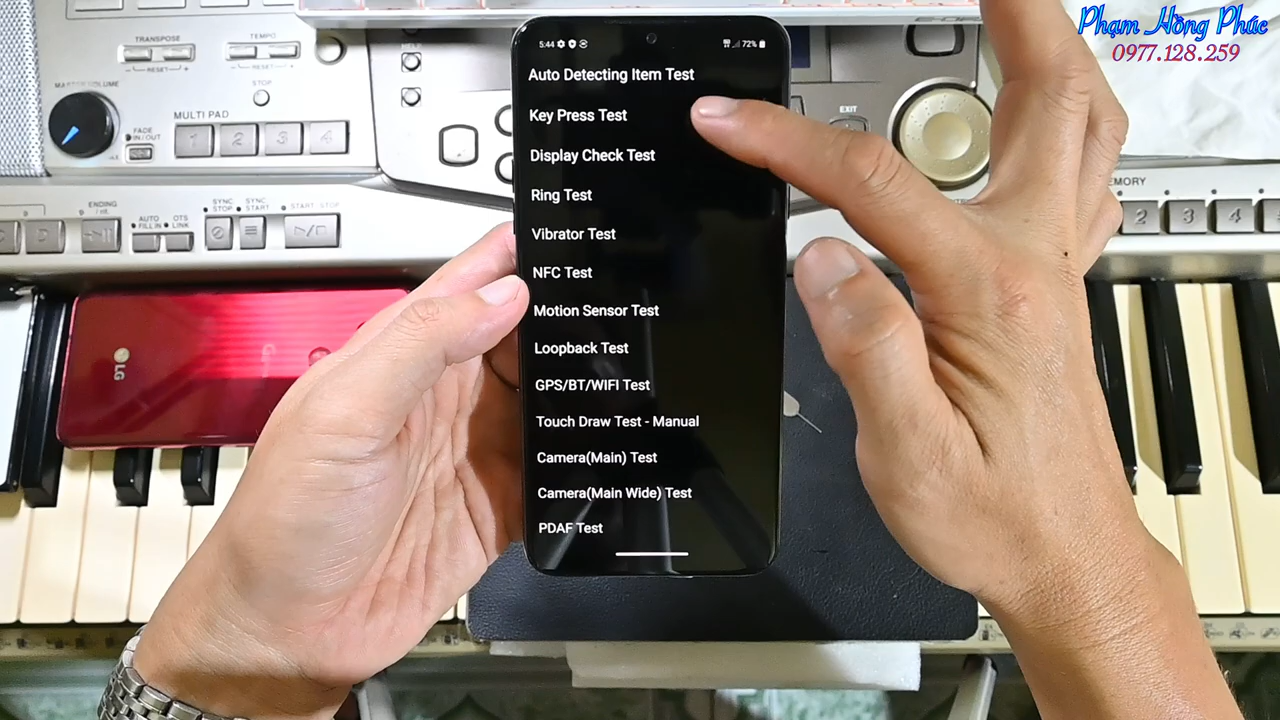 Phạm Hồng Phúc
0977.128.259
5:44
72%
Auto Detecting Item Test
Key Press Test
Display Check Test
Ring Test
Vibrator Test
NFC Test
Motion Sensor Test
Loopback Test
GPS/BT/WIFI Test
Touch Draw Test - Manual
Camera(Main) Test
Camera(Main Wide) Test
PDAF Test
TRANSPOSE
RESET
TEMPO
RESET
MASTER VOLUME
FADE
IN/OUT
STOP
MULTI PAD
1 2 3 4
EXIT
ENDING/
AUTO
FILL IN
OTS
LINK
SYNC
STOP
SYNC
START
START/STOP
EMORY
2 3 4
LG